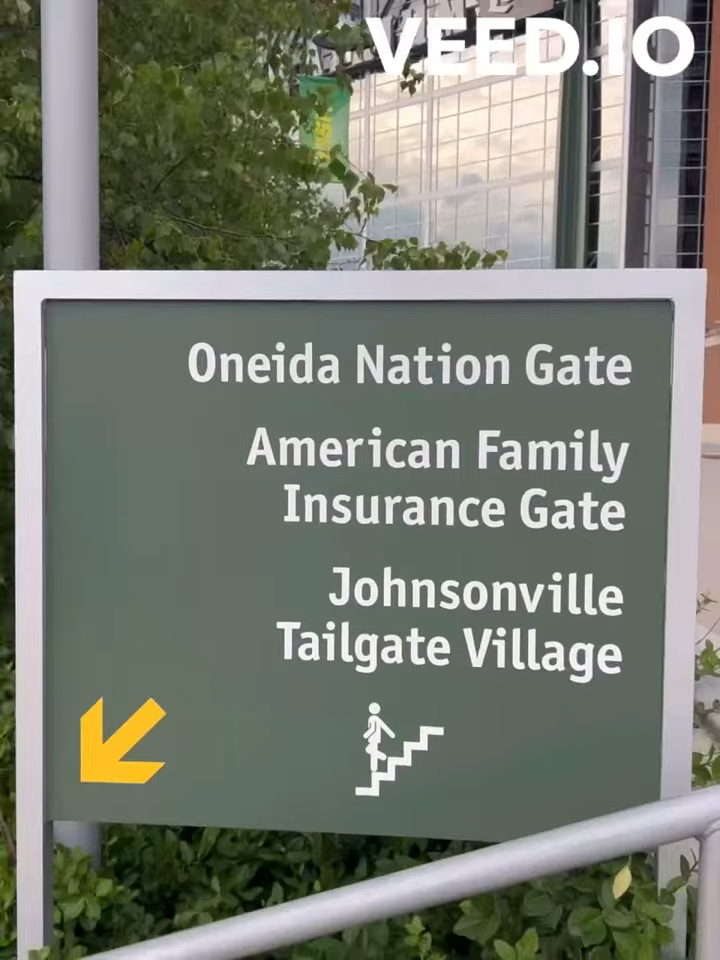 VEED.IO
Oneida Nation Gate
American Family
Insurance Gate
Johnsonville
Tailgate Village